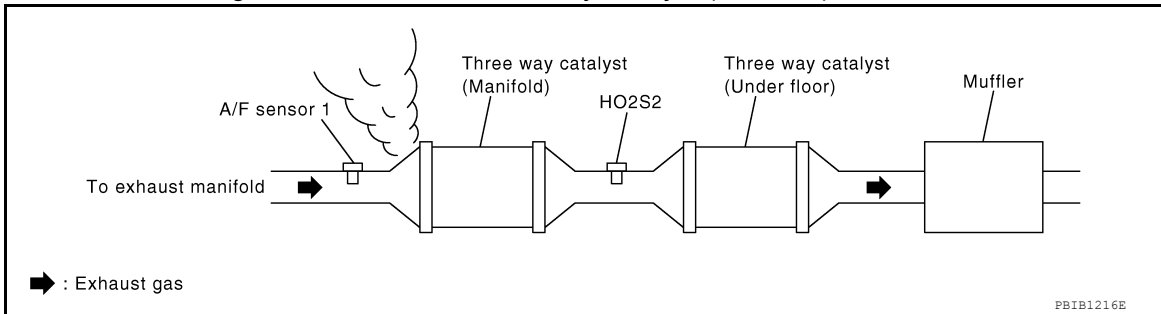 Three way catalyst
(Manifold)
Three way catalyst
(Under floor)
Muffler
A/F sensor 1
HO2S2
To exhaust manifold
: Exhaust gas
PBIB1216E